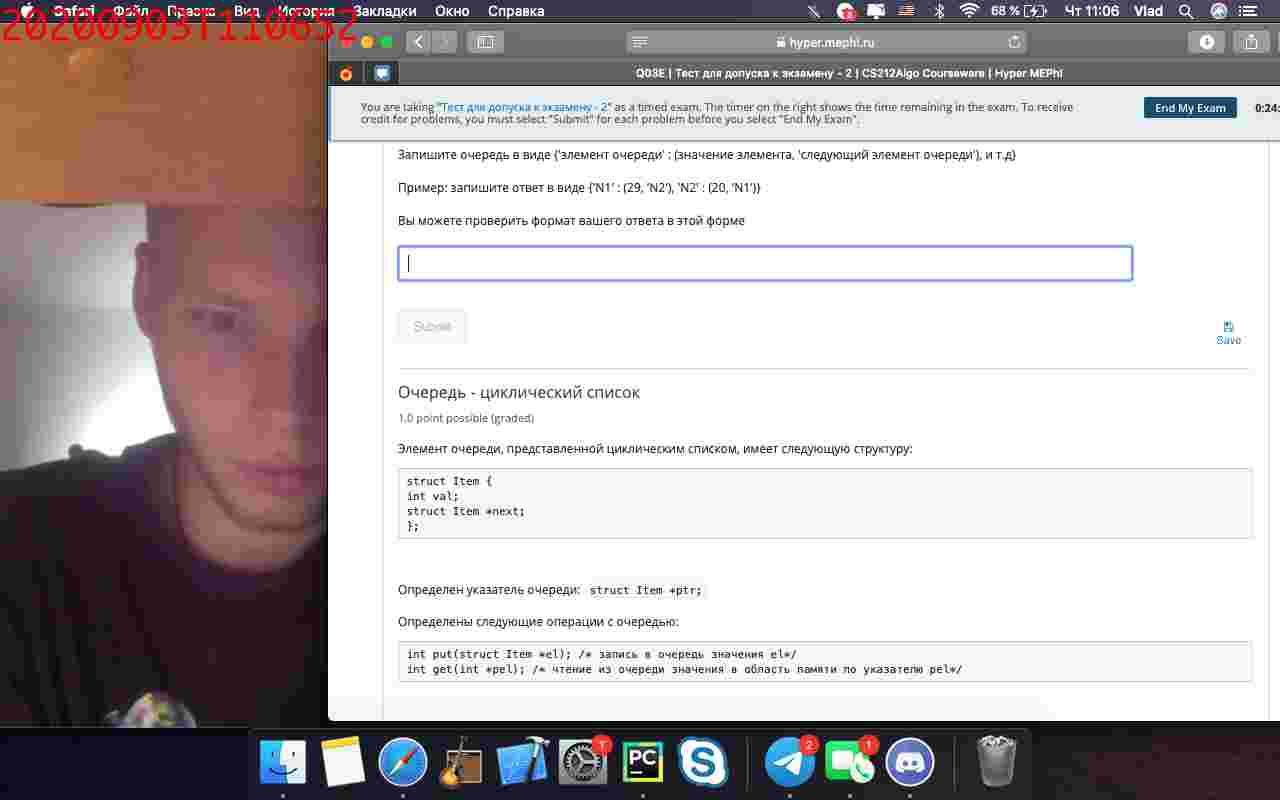 20200903T110652
Safari Файл Правка Вид История Закладки Окно Справка
68 % Чт 11:06 Vlad
hyper.mephi.ru
Q03E | Тест для допуска к экзамену - 2 | CS212Algo Courseware | Hyper MEPhI
You are taking "Тест для допуска к экзамену - 2" as a timed exam. The timer on the right shows the time remaining in the exam. To receive
credit for problems, you must select "Submit" for each problem before you select "End My Exam".
End My Exam
0:24:
Запишите очередь в виде {'элемент очереди' : (значение элемента, 'следующий элемент очереди'), и т.д}
Пример: запишите ответ в виде {'N1' : (29, 'N2'), 'N2' : (20, 'N1')}
Вы можете проверить формат вашего ответа в этой форме
Submit
Save
Очередь - циклический список
1.0 point possible (graded)
Элемент очереди, представленной циклическим списком, имеет следующую структуру:
struct Item {
int val;
struct Item *next;
};
Определен указатель очереди: struct Item *ptr;
Определены следующие операции с очередью:
int put(struct Item *el); /* запись в очередь значения el*/
int get(int *pel); /* чтение из очереди значения в область памяти по указателю pel*/
1
PC
2
1